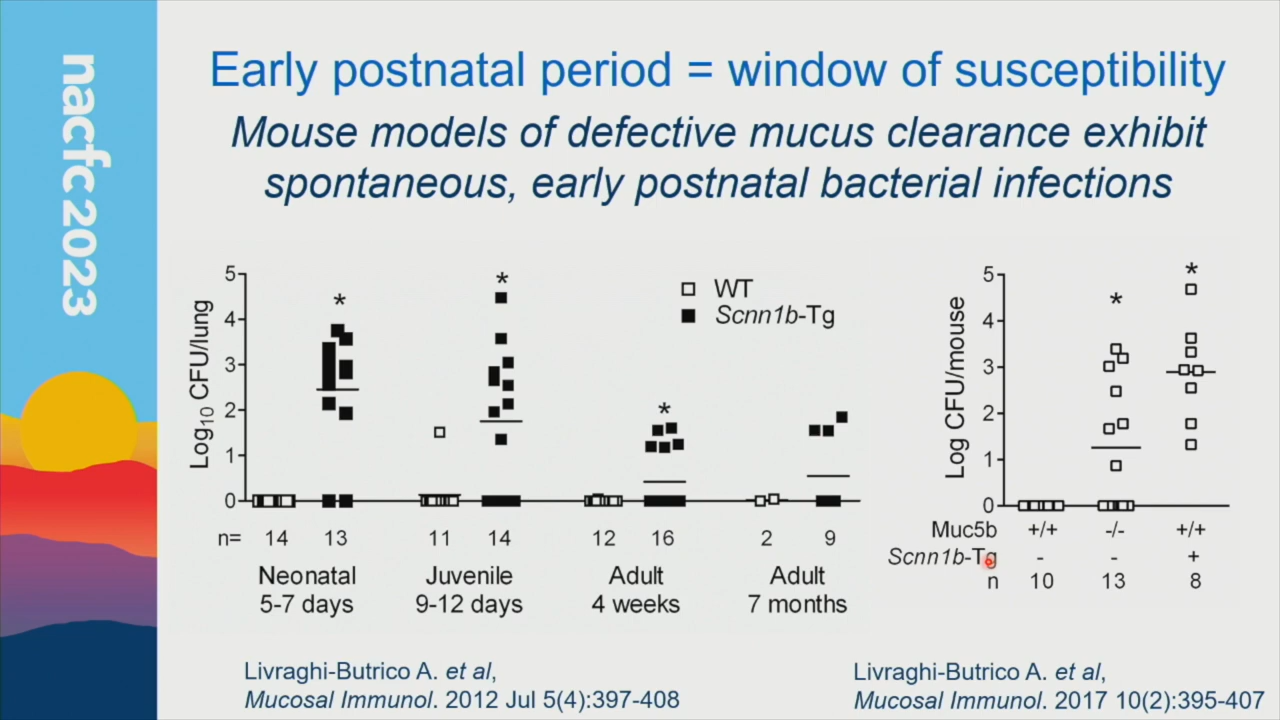 nacfc2023
Early postnatal period = window of susceptibility
Mouse models of defective mucus clearance exhibit
spontaneous, early postnatal bacterial infections
Log10 CFU/lung
5
4
3
2
1
0
*
*
*
WT
Scnn1b-Tg
n= 14 13 11 14 12 16 2 9
Neonatal
5-7 days
Juvenile
9-12 days
Adult
4 weeks
Adult
7 months
Log CFU/mouse
5
4
3
2
1
0
*
*
Muc5b +/+ -/- +/+
Scnn1b-Tg - - +
n 10 13 8
Livraghi-Butrico A. et al,
Mucosal Immunol. 2012 Jul 5(4):397-408
Livraghi-Butrico A. et al,
Mucosal Immunol. 2017 10(2):395-407